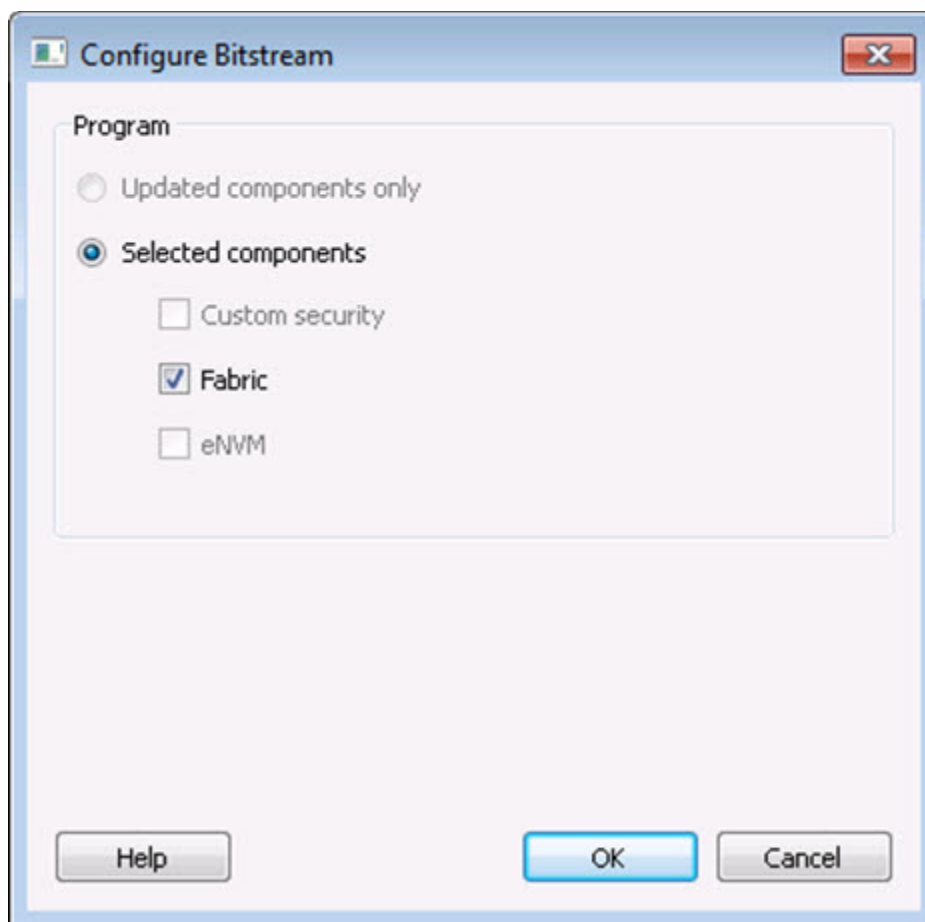 Configure Bitstream
Program
Updated components only
Selected components
Custom security
Fabric
eNVM
Help OK Cancel